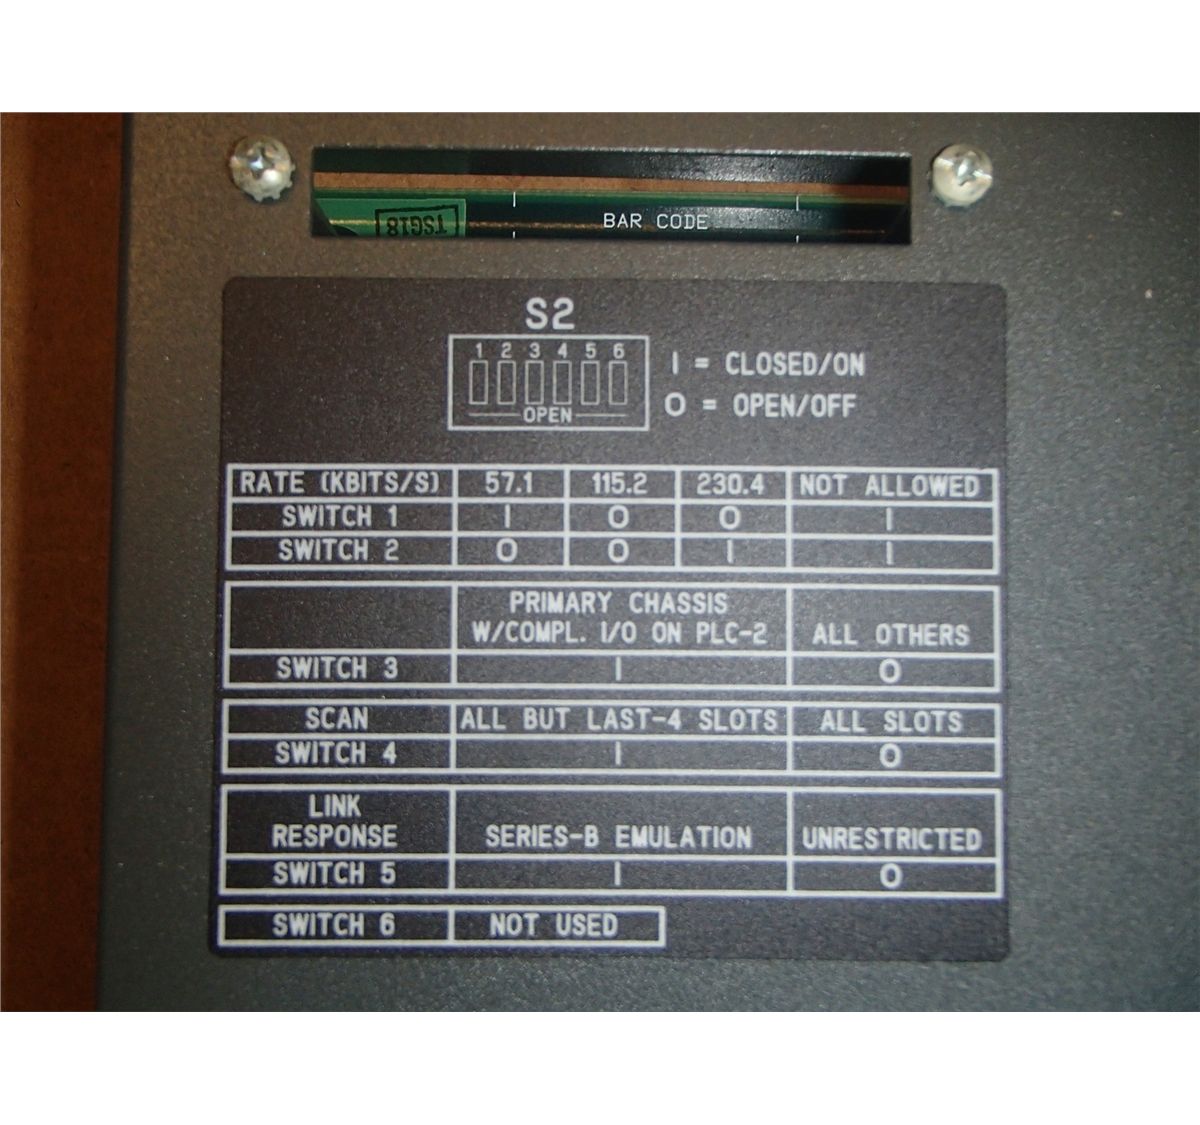 TSG18
BAR CODE
S2
1 2 3 4 5 6
OPEN
I = CLOSED/ON
O = OPEN/OFF
RATE (KBITS/S) 57.1 115.2 230.4 NOT ALLOWED
SWITCH 1 I O O I
SWITCH 2 O O I I
PRIMARY CHASSIS
W/COMPL. I/O ON PLC-2 ALL OTHERS
SWITCH 3 I O
SCAN ALL BUT LAST-4 SLOTS ALL SLOTS
SWITCH 4 I O
LINK
RESPONSE SERIES-B EMULATION UNRESTRICTED
SWITCH 5 I O
SWITCH 6 NOT USED